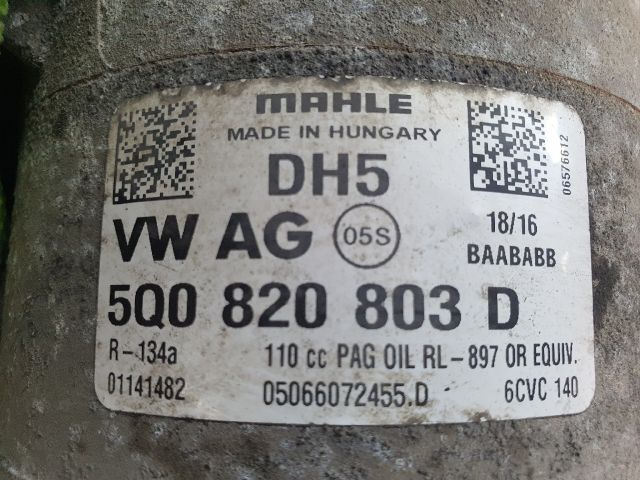 MAHLE
MADE IN HUNGARY
06576612
DH5
VW AG 05S
18/16
BAABABB
5Q0 820 803 D
R-134a 110 cc PAG OIL RL-897 OR EQUIV.
01141482 05066072455.D 6CVC 140